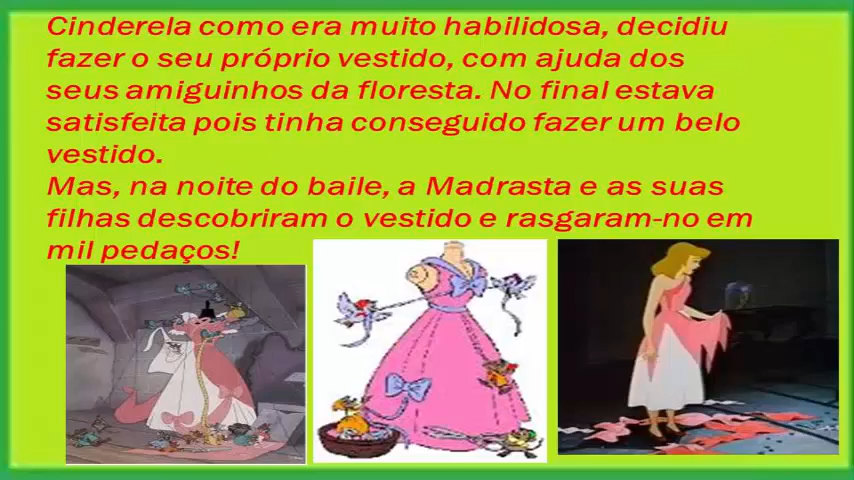 Cinderela como era muito habilidosa, decidiu
fazer o seu próprio vestido, com ajuda dos
seus amiguinhos da floresta. No final estava
satisfeita pois tinha conseguido fazer um belo
vestido.
Mas, na noite do baile, a Madrasta e as suas
filhas descobriram o vestido e rasgaram-no em
mil pedaços!